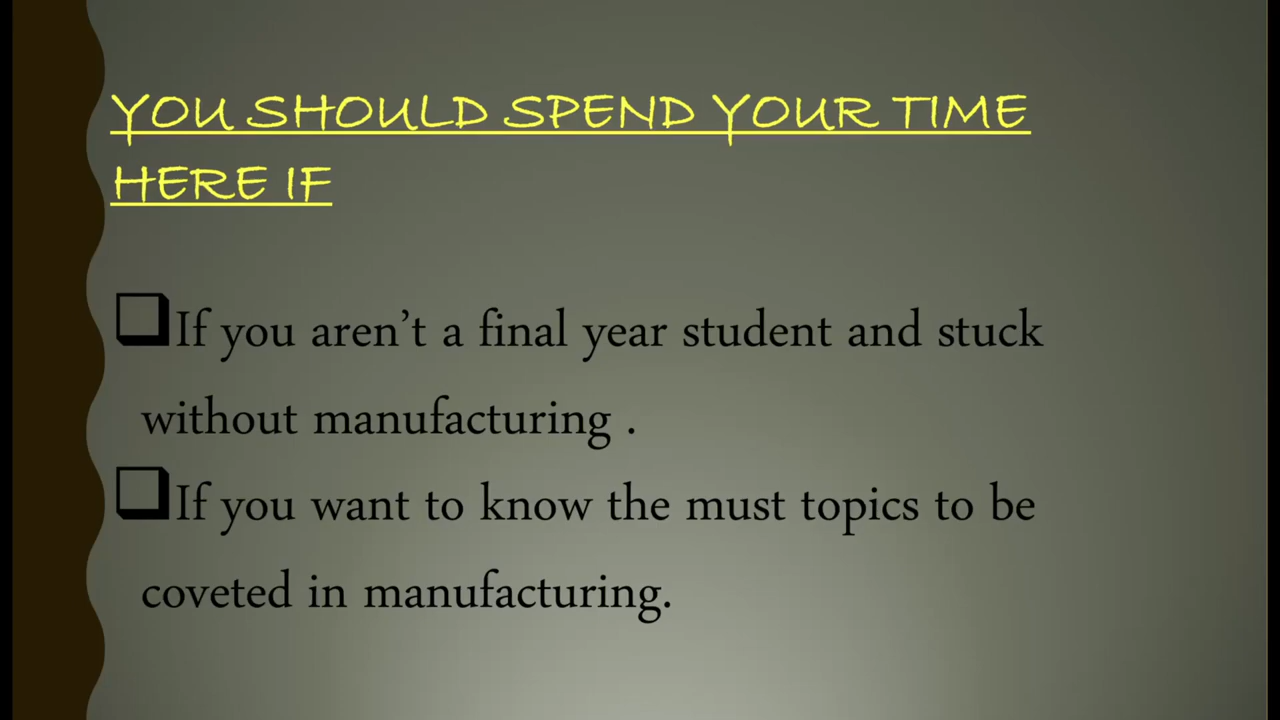 YOU SHOULD SPEND YOUR TIME
HERE IF
If you aren’t a final year student and stuck
without manufacturing .
If you want to know the must topics to be
coveted in manufacturing.